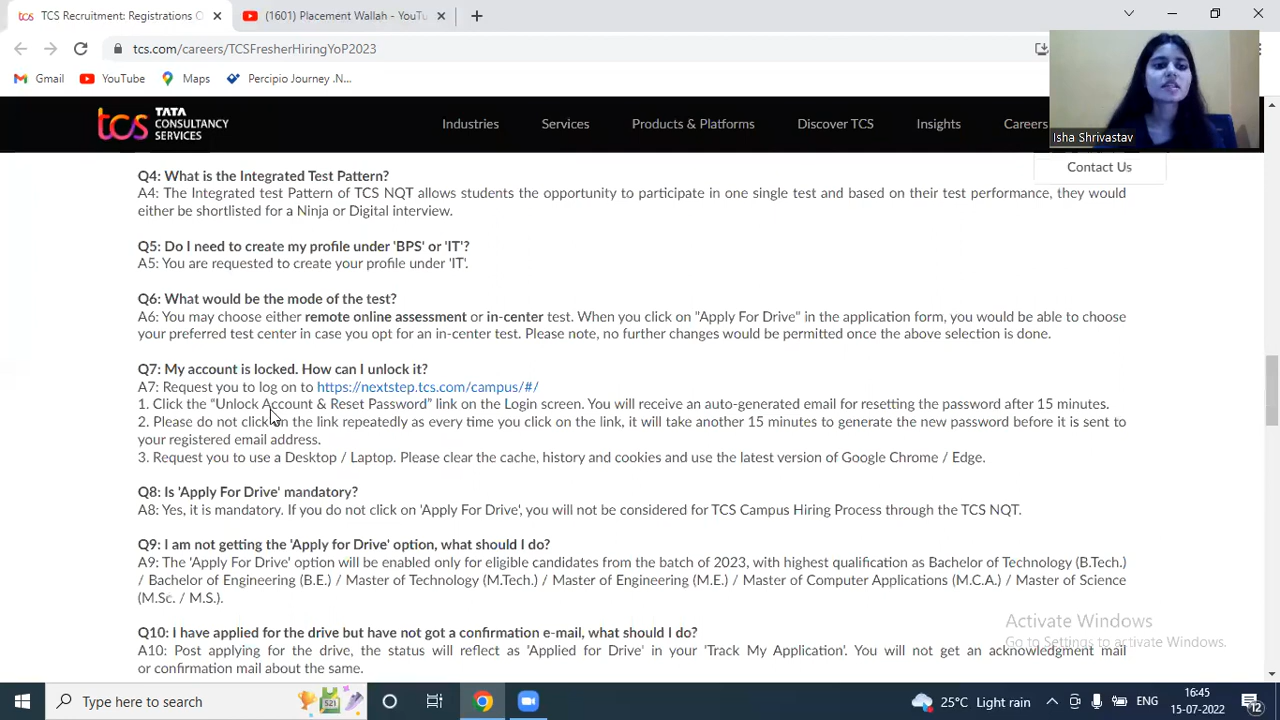 TCS Recruitment: Registrations O
(1601) Placement Wallah - YouTu
tcs.com/careers/TCSFresherHiringYoP2023
Gmail
YouTube
Maps
Percipio Journey .\N...
Isha Shrivastav
tcs TATA
CONSULTANCY
SERVICES
Industries
Services
Products & Platforms
Discover TCS
Insights
Careers
Contact Us
Q4: What is the Integrated Test Pattern?
A4: The Integrated test Pattern of TCS NQT allows students the opportunity to participate in one single test and based on their test performance, they would
either be shortlisted for a Ninja or Digital interview.
Q5: Do I need to create my profile under 'BPS' or 'IT'?
A5: You are requested to create your profile under 'IT'.
Q6: What would be the mode of the test?
A6: You may choose either remote online assessment or in-center test. When you click on "Apply For Drive" in the application form, you would be able to choose
your preferred test center in case you opt for an in-center test. Please note, no further changes would be permitted once the above selection is done.
Q7: My account is locked. How can I unlock it?
A7: Request you to log on to https://nextstep.tcs.com/campus/#/
1. Click the “Unlock Account & Reset Password” link on the Login screen. You will receive an auto-generated email for resetting the password after 15 minutes.
2. Please do not click on the link repeatedly as every time you click on the link, it will take another 15 minutes to generate the new password before it is sent to
your registered email address.
3. Request you to use a Desktop / Laptop. Please clear the cache, history and cookies and use the latest version of Google Chrome / Edge.
Q8: Is 'Apply For Drive' mandatory?
A8: Yes, it is mandatory. If you do not click on 'Apply For Drive', you will not be considered for TCS Campus Hiring Process through the TCS NQT.
Q9: I am not getting the 'Apply for Drive' option, what should I do?
A9: The 'Apply For Drive' option will be enabled only for eligible candidates from the batch of 2023, with highest qualification as Bachelor of Technology (B.Tech.)
/ Bachelor of Engineering (B.E.) / Master of Technology (M.Tech.) / Master of Engineering (M.E.) / Master of Computer Applications (M.C.A.) / Master of Science
(M.Sc. / M.S.).
Q10: I have applied for the drive but have not got a confirmation e-mail, what should I do?
A10: Post applying for the drive, the status will reflect as 'Applied for Drive' in your 'Track My Application'. You will not get an acknowledgment mail
or confirmation mail about the same.
Activate Windows
Go to Settings to activate Windows.
Type here to search
25°C Light rain
ENG
16:45
15-07-2022
12